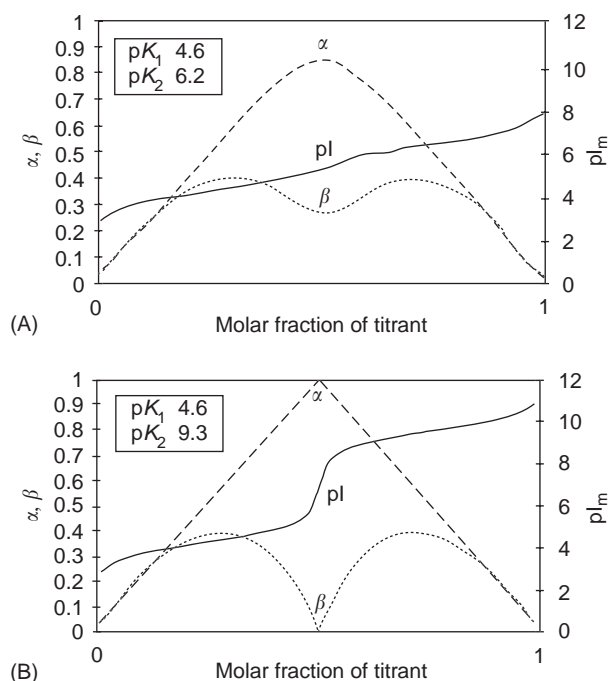 1
0.9
0.8
0.7
0.6
0.5
0.4
0.3
0.2
0.1
0
α, β
pK1 4.6
pK2 6.2
α
pI
β
12
10
8
6
4
2
0
pIm
0
1
Molar fraction of titrant
(A)
1
0.9
0.8
0.7
0.6
0.5
0.4
0.3
0.2
0.1
0
α, β
pK1 4.6
pK2 9.3
α
pI
β
12
10
8
6
4
2
0
pIm
0
1
Molar fraction of titrant
(B)